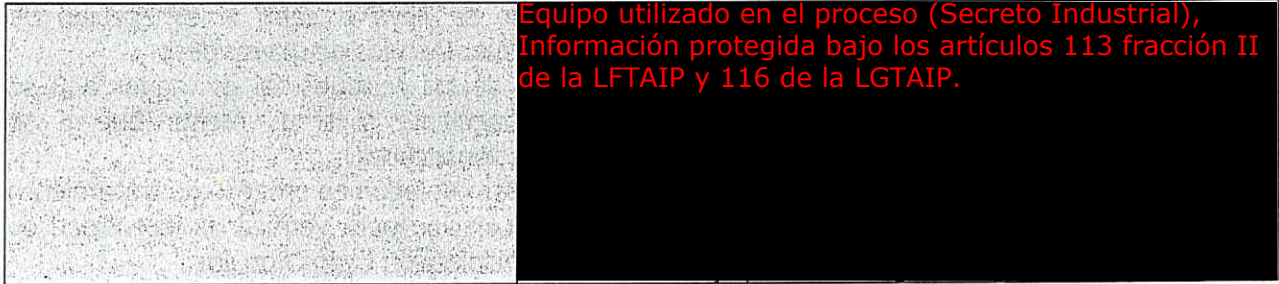 Equipo utilizado en el proceso (Secreto Industrial),
Información protegida bajo los artículos 113 fracción II
de la LFTAIP y 116 de la LGTAIP.